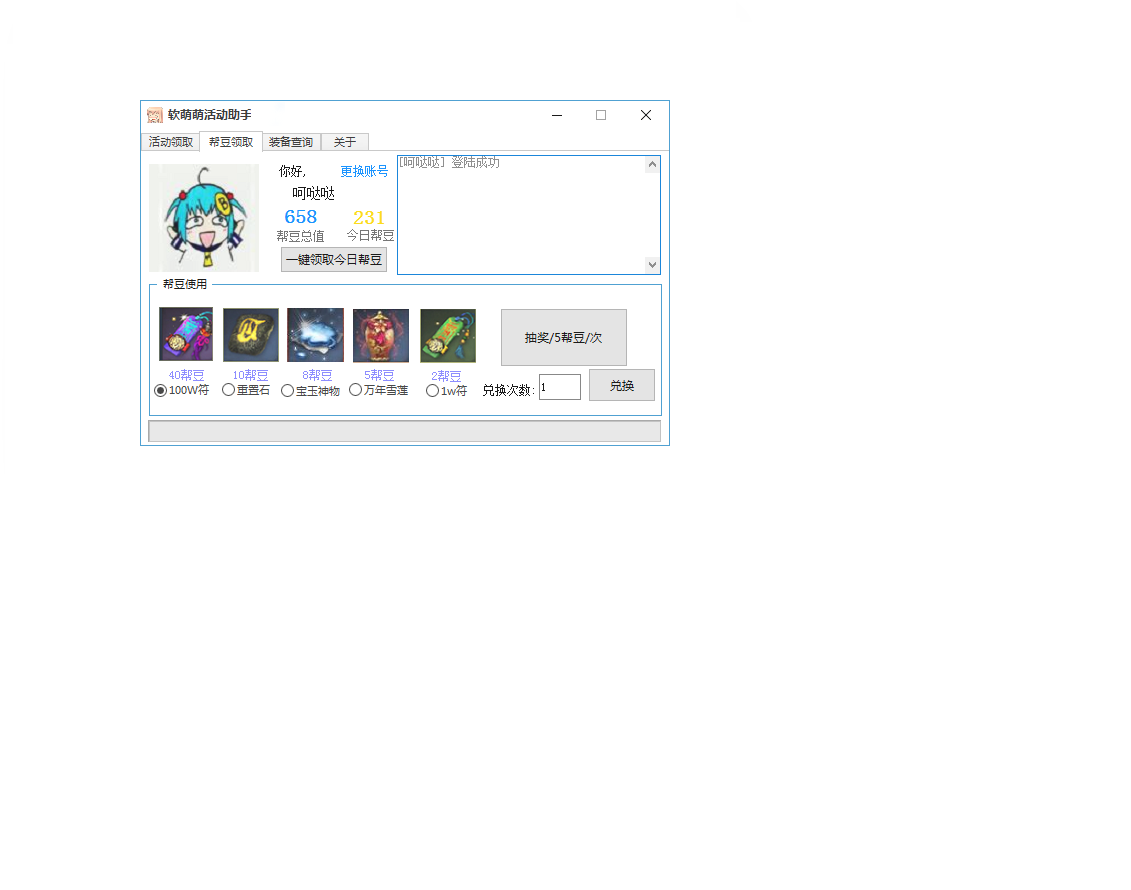 软萌萌活动助手
活动领取 帮豆领取 装备查询 关于
你好, 更换账号
呵哒哒
658 231
帮豆总值 今日帮豆
一键领取今日帮豆
[呵哒哒] 登陆成功
帮豆使用
40帮豆 10帮豆 8帮豆 5帮豆 2帮豆
100W符 重置石 宝玉神物 万年雪莲 1w符
抽奖/5帮豆/次
兑换次数: 1 兑换